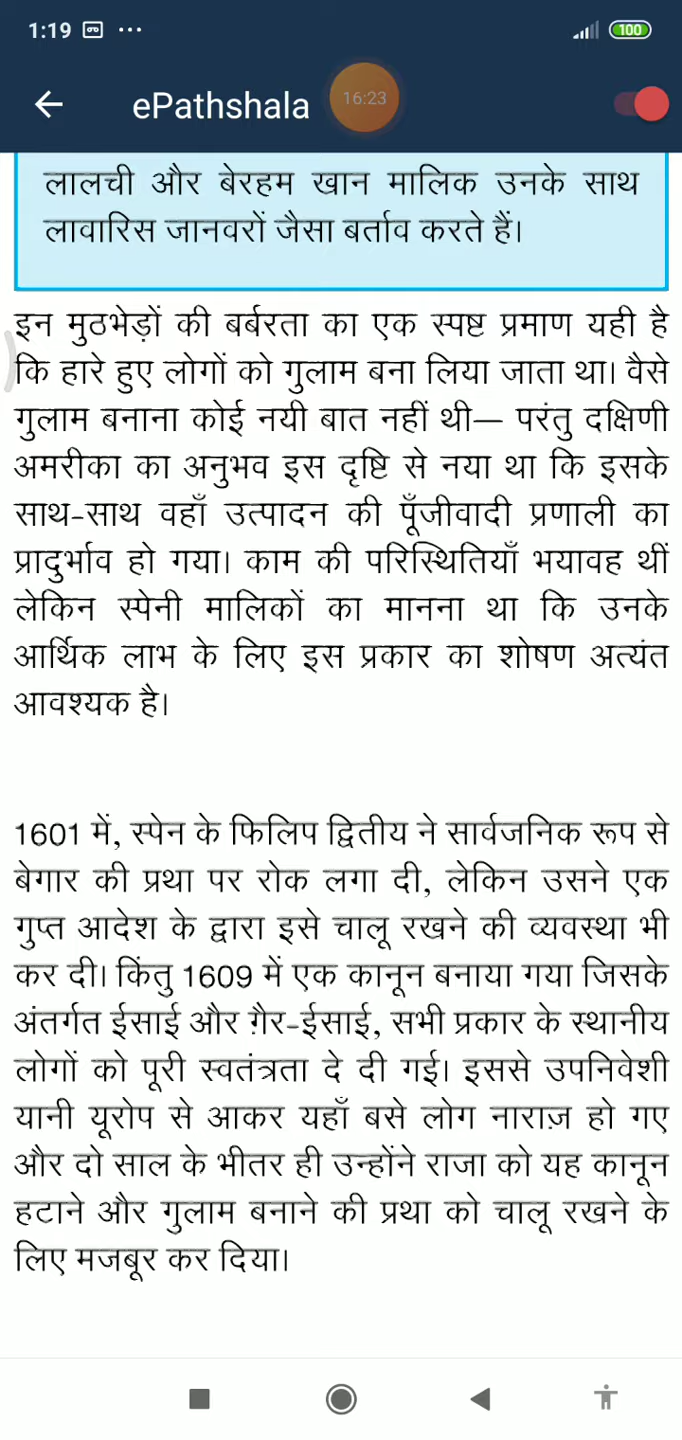 1:19 ...
100
ePathshala
16:23
लालची और बेरहम खान मालिक उनके साथ
लावारिस जानवरों जैसा बर्ताव करते हैं।
इन मुठभेड़ों की बर्बरता का एक स्पष्ट प्रमाण यही है
कि हारे हुए लोगों को गुलाम बना लिया जाता था। वैसे
गुलाम बनाना कोई नयी बात नहीं थी— परंतु दक्षिणी
अमरीका का अनुभव इस दृष्टि से नया था कि इसके
साथ-साथ वहाँ उत्पादन की पूँजीवादी प्रणाली का
प्रादुर्भाव हो गया। काम की परिस्थितियाँ भयावह थीं
लेकिन स्पेनी मालिकों का मानना था कि उनके
आर्थिक लाभ के लिए इस प्रकार का शोषण अत्यंत
आवश्यक है।
1601 में, स्पेन के फिलिप द्वितीय ने सार्वजनिक रूप से
बेगार की प्रथा पर रोक लगा दी, लेकिन उसने एक
गुप्त आदेश के द्वारा इसे चालू रखने की व्यवस्था भी
कर दी। किंतु 1609 में एक कानून बनाया गया जिसके
अंतर्गत ईसाई और ग़ैर-ईसाई, सभी प्रकार के स्थानीय
लोगों को पूरी स्वतंत्रता दे दी गई। इससे उपनिवेशी
यानी यूरोप से आकर यहाँ बसे लोग नाराज़ हो गए
और दो साल के भीतर ही उन्होंने राजा को यह कानून
हटाने और गुलाम बनाने की प्रथा को चालू रखने के
लिए मजबूर कर दिया।